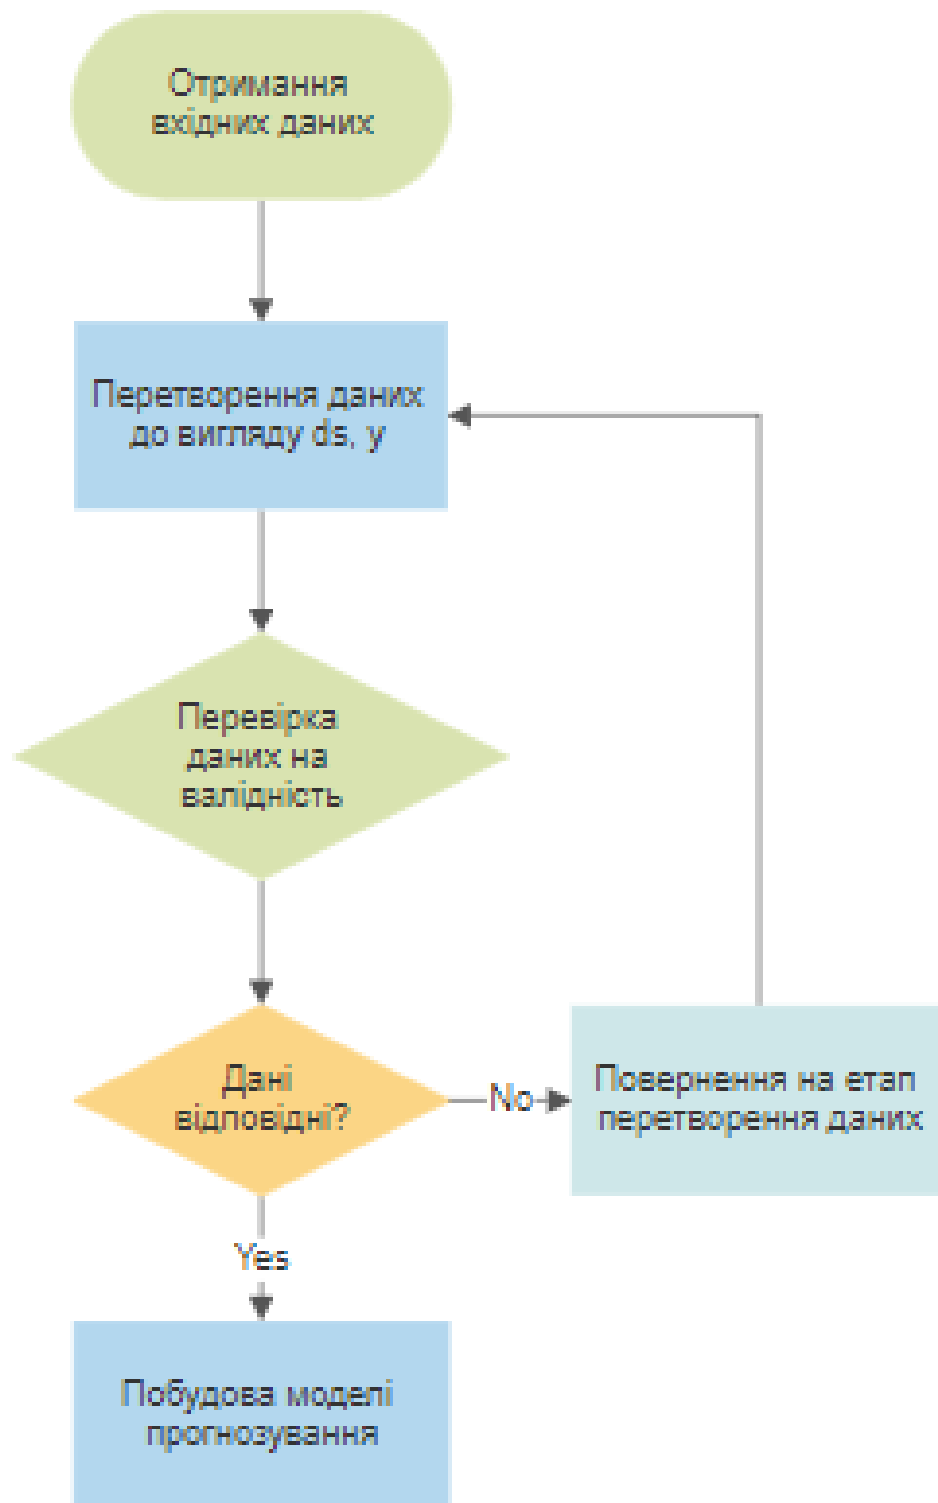 Отримання
вхідних даних
Перетворення даних
до вигляду ds, y
Перевірка
даних на
валідність
Дані
відповідні?
No
Повернення на етап
перетворення даних
Yes
Побудова моделі
прогнозування